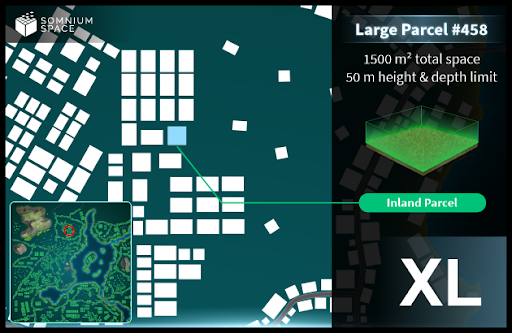 SOMNIUM
SPACE
Large Parcel #458
1500 m² total space
50 m height & depth limit
Inland Parcel
XL